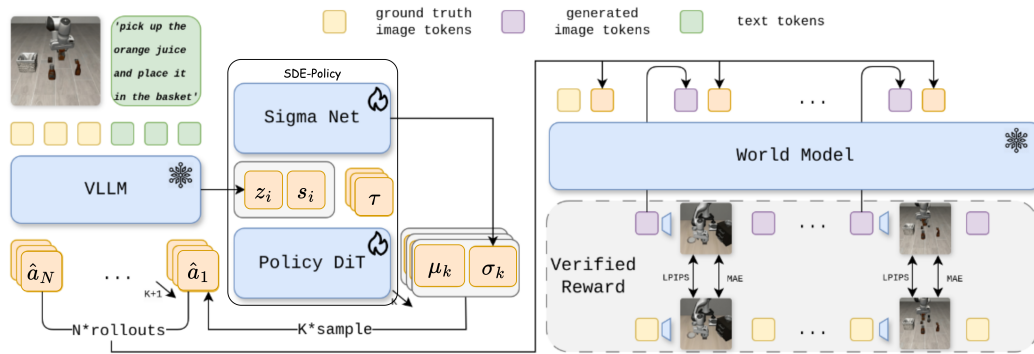 'pick up the
orange juice
and place it
in the basket'
ground truth
image tokens
generated
image tokens
text tokens
SDE-Policy
Sigma Net
VLLM
z_i
s_i
τ
Policy DiT
μ_k
σ_k
K
â_N
...
â_1
K+1
N*rollouts
K*sample
...
World Model
...
Verified
Reward
LPIPS
MAE
LPIPS
MAE
...